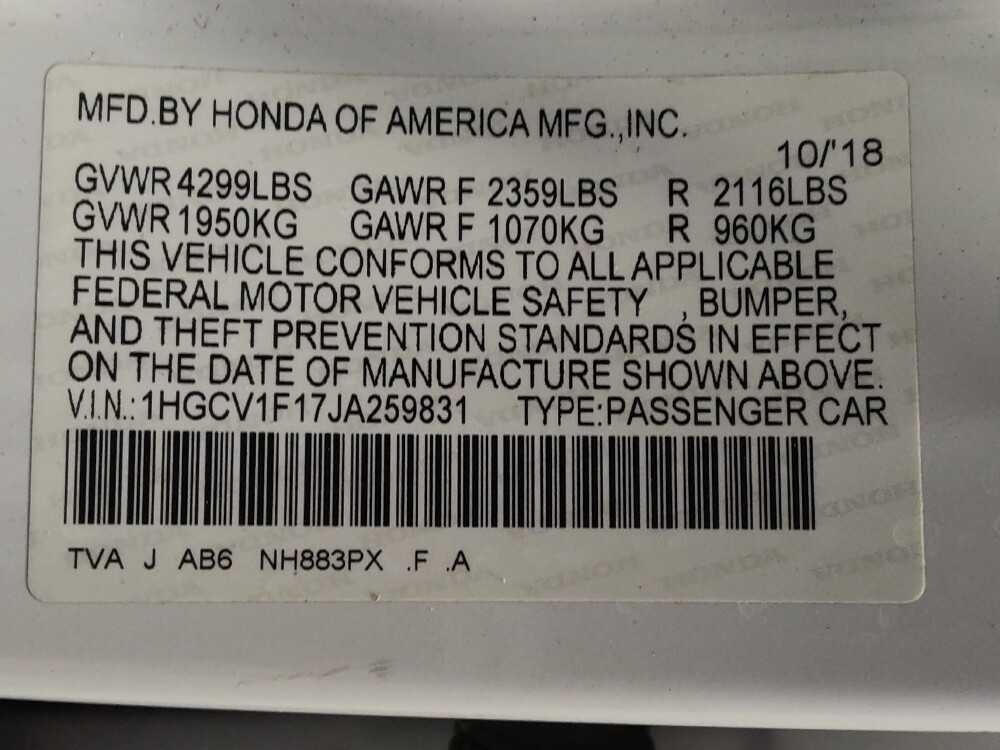 MFD.BY HONDA OF AMERICA MFG.,INC.
10/'18
GVWR 4299LBS GAWR F 2359LBS R 2116LBS
GVWR 1950KG GAWR F 1070KG R 960KG
THIS VEHICLE CONFORMS TO ALL APPLICABLE
FEDERAL MOTOR VEHICLE SAFETY , BUMPER,
AND THEFT PREVENTION STANDARDS IN EFFECT
ON THE DATE OF MANUFACTURE SHOWN ABOVE.
V.I.N.:1HGCV1F17JA259831 TYPE:PASSENGER CAR
TVA J AB6 NH883PX .F .A